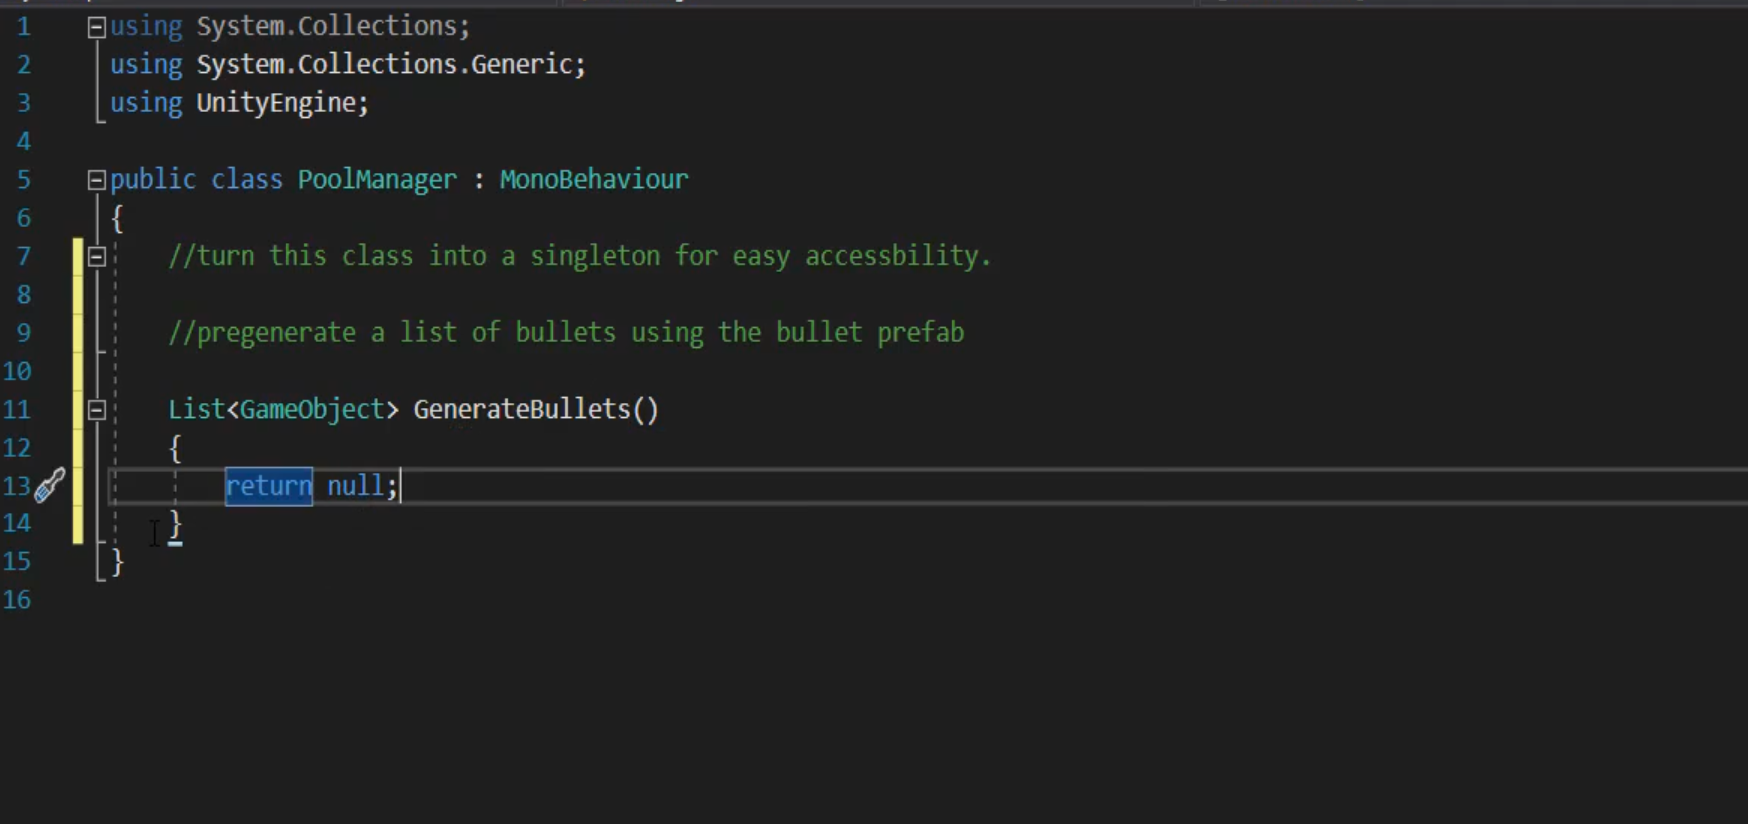 1 using System.Collections;
2 using System.Collections.Generic;
3 using UnityEngine;
4
5 public class PoolManager : MonoBehaviour
6 {
7 //turn this class into a singleton for easy accessbility.
8
9 //pregenerate a list of bullets using the bullet prefab
10
11 List<GameObject> GenerateBullets()
12 {
13 return null;
14 }
15 }
16